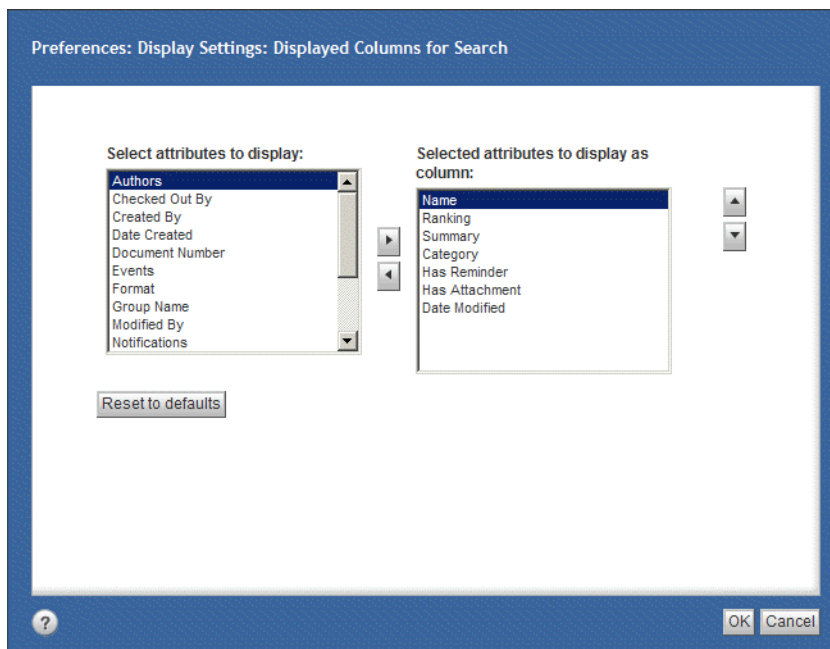 Preferences: Display Settings: Displayed Columns for Search
Select attributes to display:
Authors
Checked Out By
Created By
Date Created
Document Number
Events
Format
Group Name
Modified By
Notifications
Selected attributes to display as
column:
Name
Ranking
Summary
Category
Has Reminder
Has Attachment
Date Modified
Reset to defaults
?
OK
Cancel